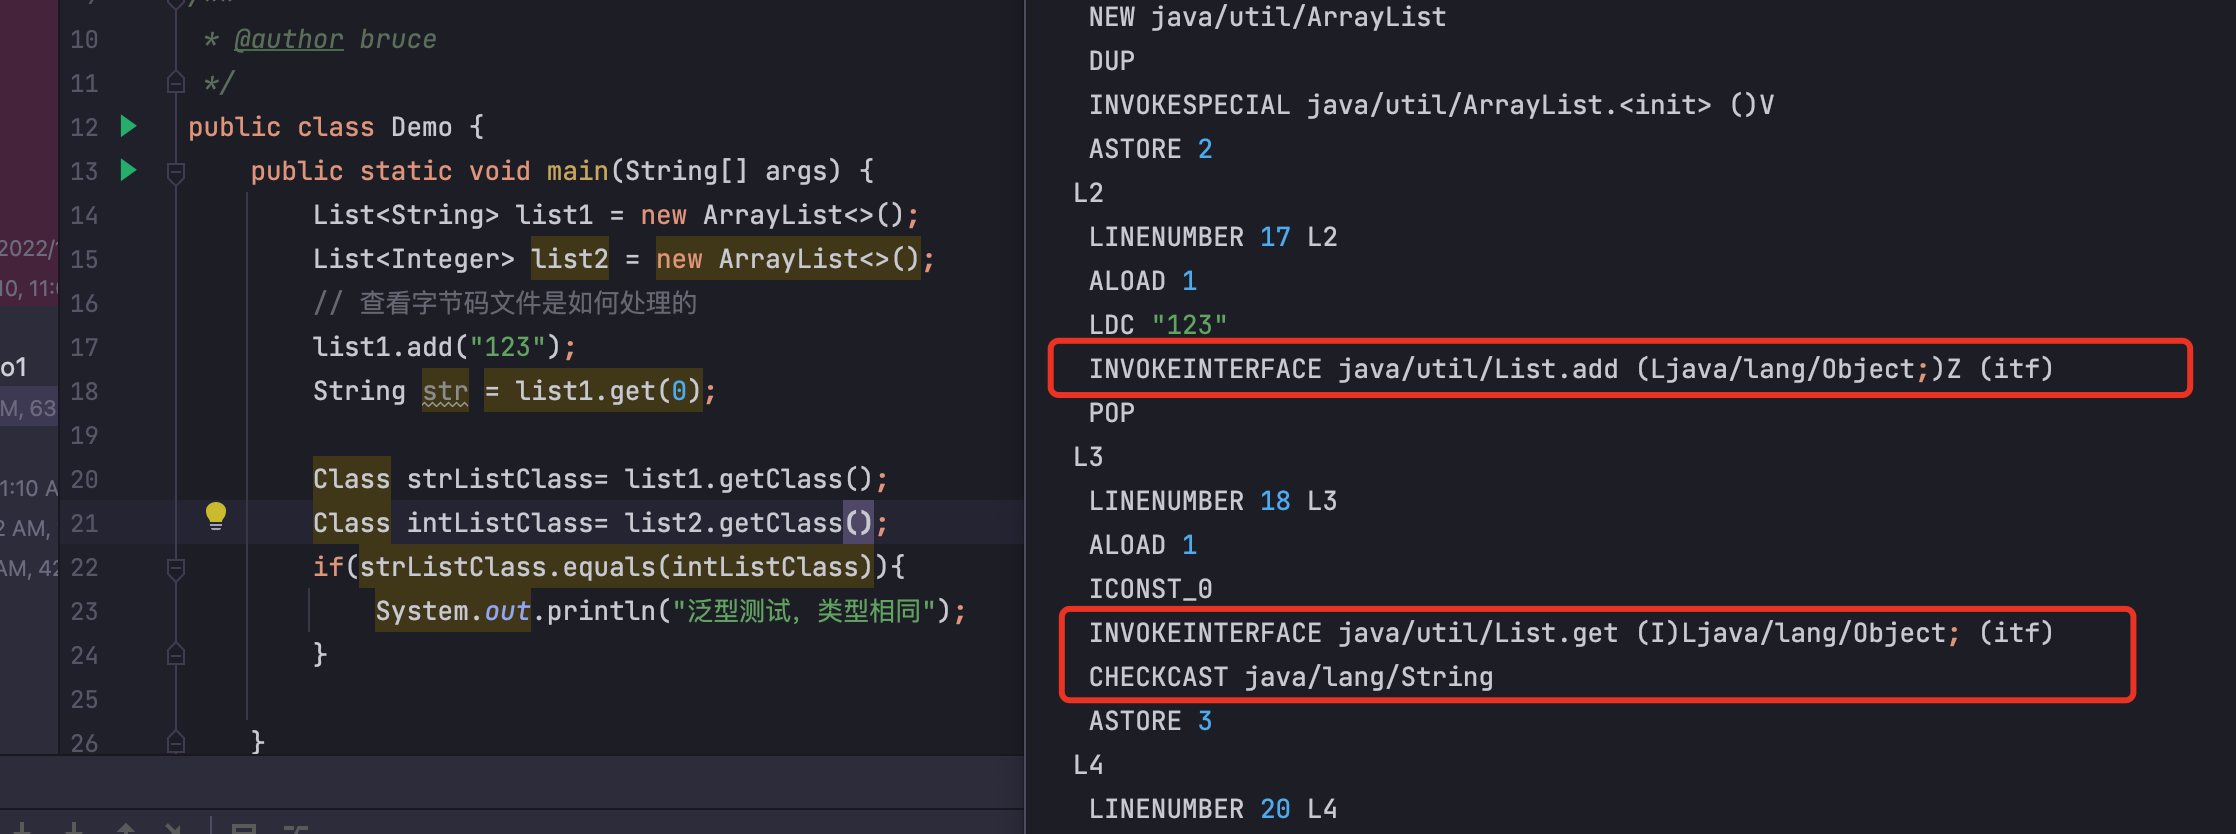 10 * @author bruce
11 */
12 public class Demo {
13 public static void main(String[] args) {
14 List<String> list1 = new ArrayList<>();
15 List<Integer> list2 = new ArrayList<>();
16 // 查看字节码文件是如何处理的
17 list1.add("123");
18 String str = list1.get(0);
19
20 Class strListClass= list1.getClass();
21 Class intListClass= list2.getClass();
22 if(strListClass.equals(intListClass)){
23 System.out.println("泛型测试，类型相同");
24 }
25
26 }
2022/
10, 11:
o1
M, 63
1:10 A
2 AM,
AM, 42
NEW java/util/ArrayList
DUP
INVOKESPECIAL java/util/ArrayList.<init> ()V
ASTORE 2
L2
LINENUMBER 17 L2
ALOAD 1
LDC "123"
INVOKEINTERFACE java/util/List.add (Ljava/lang/Object;)Z (itf)
POP
L3
LINENUMBER 18 L3
ALOAD 1
ICONST_0
INVOKEINTERFACE java/util/List.get (I)Ljava/lang/Object; (itf)
CHECKCAST java/lang/String
ASTORE 3
L4
LINENUMBER 20 L4